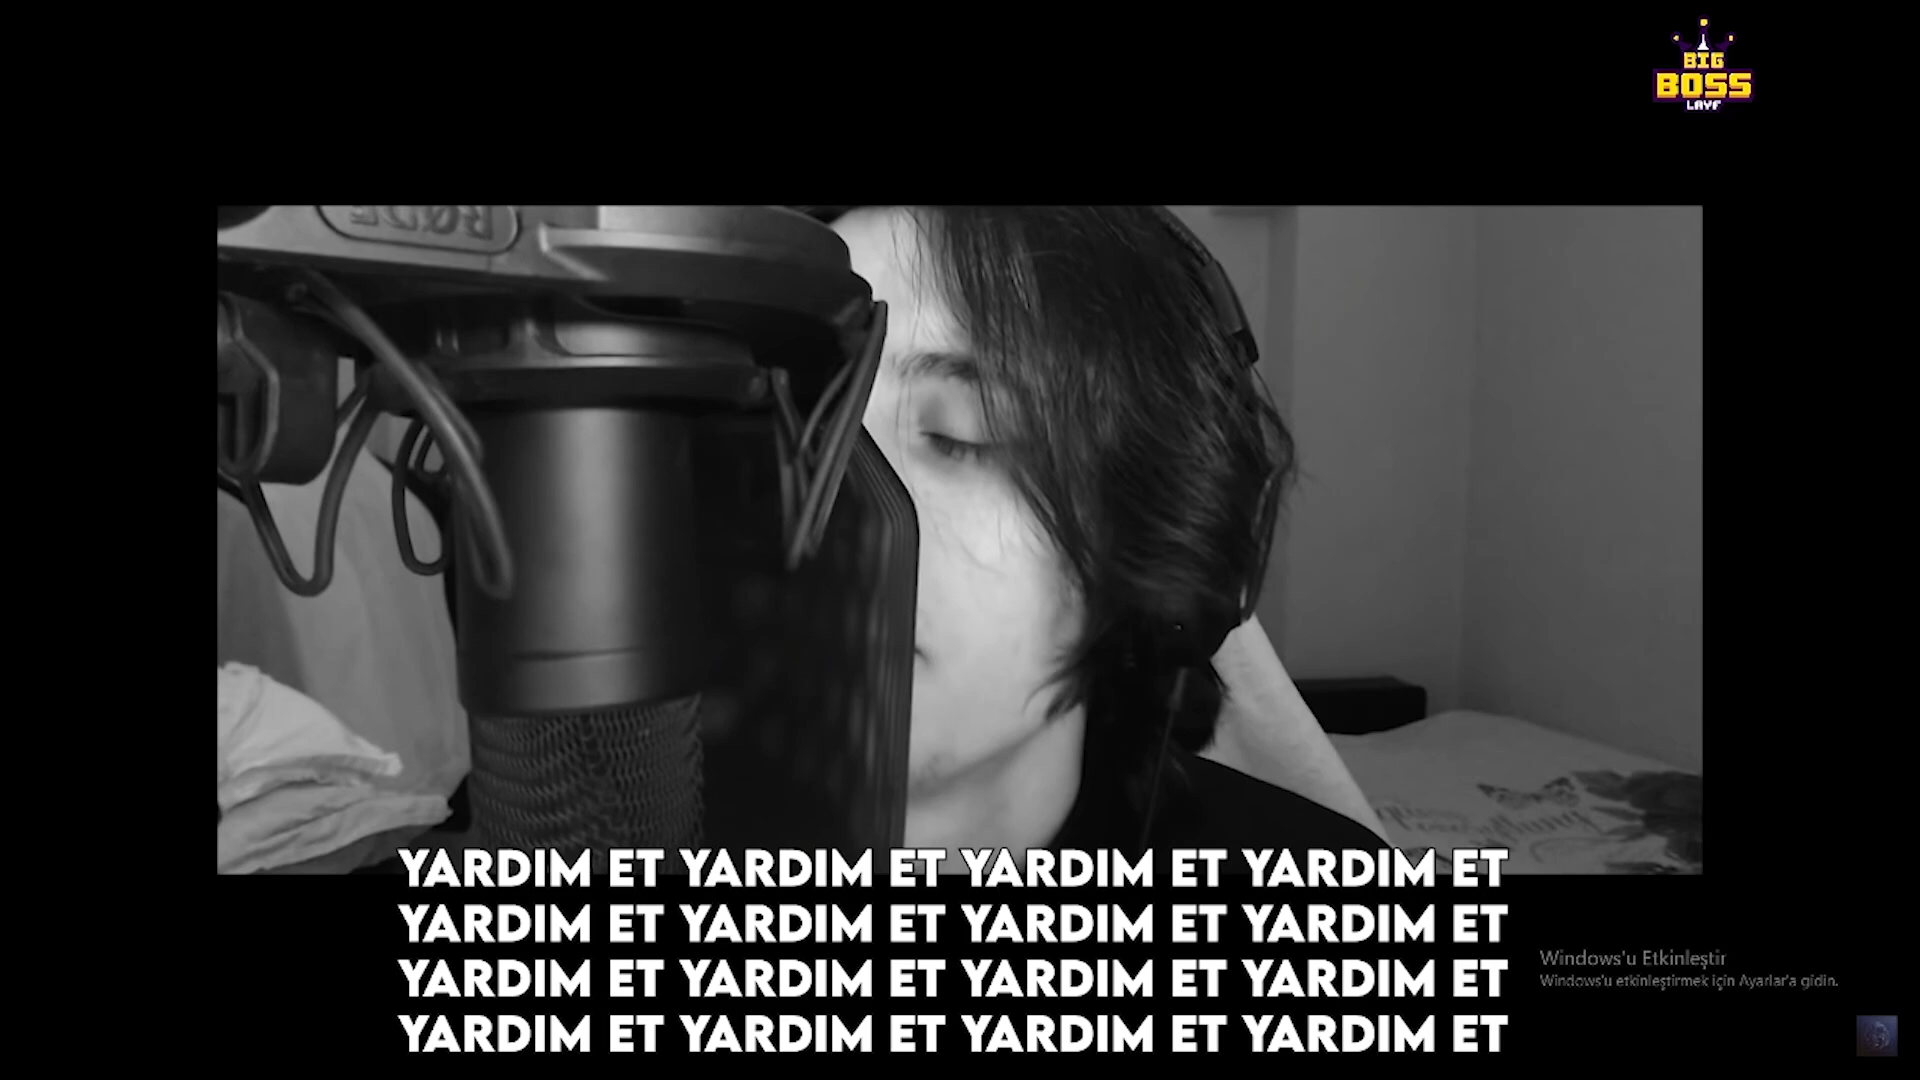 BIG
BOSS
LAYF
RØDE
YARDIM ET YARDIM ET YARDIM ET YARDIM ET
YARDIM ET YARDIM ET YARDIM ET YARDIM ET
YARDIM ET YARDIM ET YARDIM ET YARDIM ET
YARDIM ET YARDIM ET YARDIM ET YARDIM ET
Windows'u Etkinleştir
Windows'u etkinleştirmek için Ayarlar'a gidin.